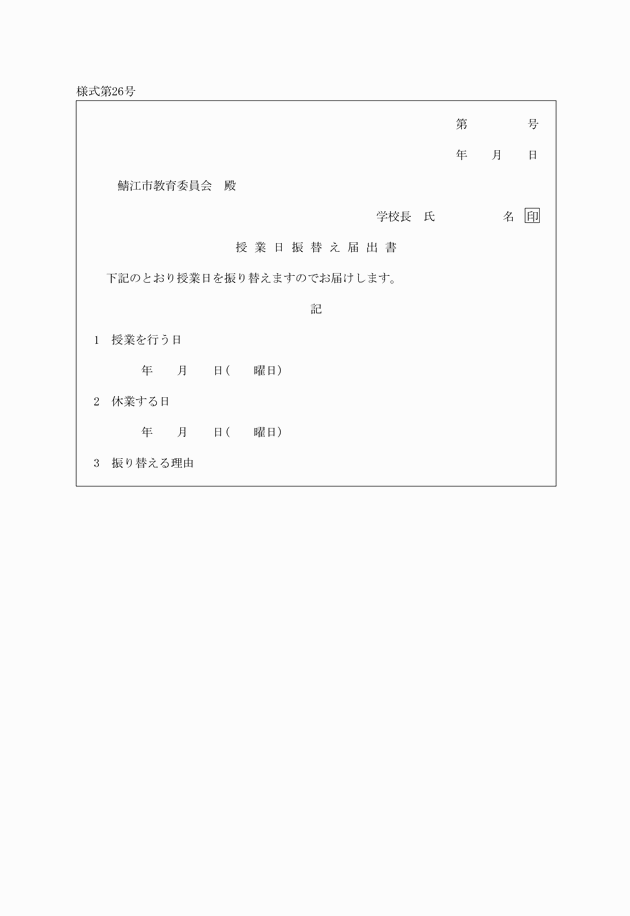 様式第26号
第　　　　　号
年　　月　　日
鯖江市教育委員会　殿
学校長　氏　　　　　　名　印
授業日振替え届出書
下記のとおり授業日を振り替えますのでお届けします。
記
1　授業を行う日
年　　月　　日(　　曜日)
2　休業する日
年　　月　　日(　　曜日)
3　振り替える理由